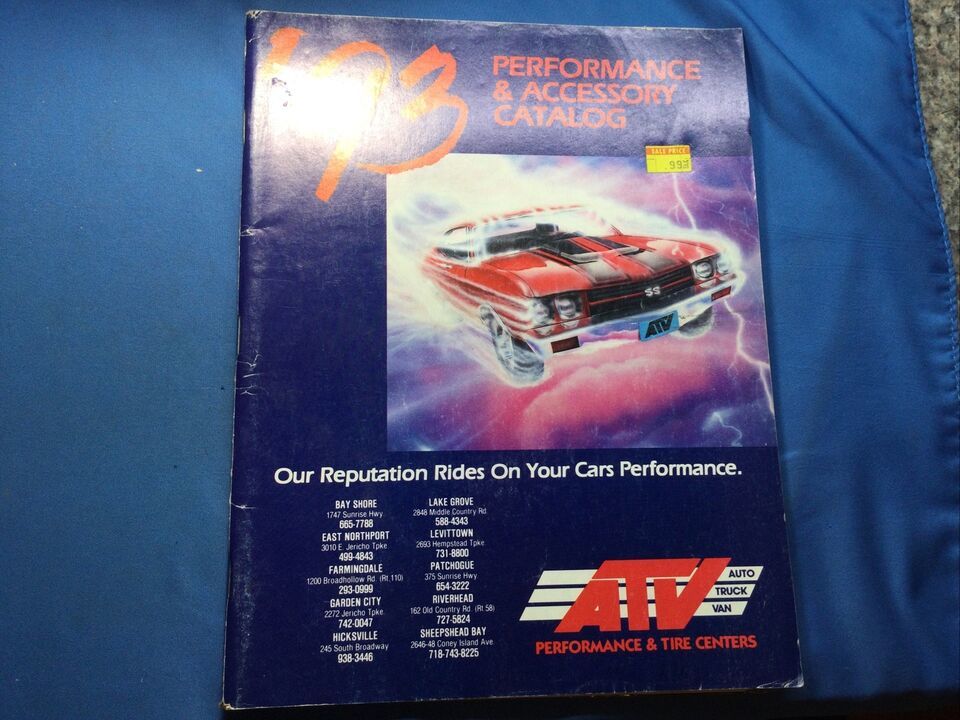 '93
PERFORMANCE
& ACCESSORY
CATALOG
SALE PRICE
.99
SS
ATV
Our Reputation Rides On Your Cars Performance.
BAY SHORE
1747 Sunrise Hwy.
665-7788
EAST NORTHPORT
3010 E. Jericho Tpke.
499-4843
FARMINGDALE
1200 Broadhollow Rd. (Rt.110)
293-0999
GARDEN CITY
2272 Jericho Tpke.
742-0047
HICKSVILLE
245 South Broadway
938-3446
LAKE GROVE
2848 Middle Country Rd.
588-4343
LEVITTOWN
2693 Hempstead Tpke.
731-8800
PATCHOGUE
375 Sunrise Hwy.
654-3222
RIVERHEAD
162 Old Country Rd. (Rt.58)
727-5824
SHEEPSHEAD BAY
2646-48 Coney Island Ave.
718-743-8225
ATV
AUTO
TRUCK
VAN
PERFORMANCE & TIRE CENTERS